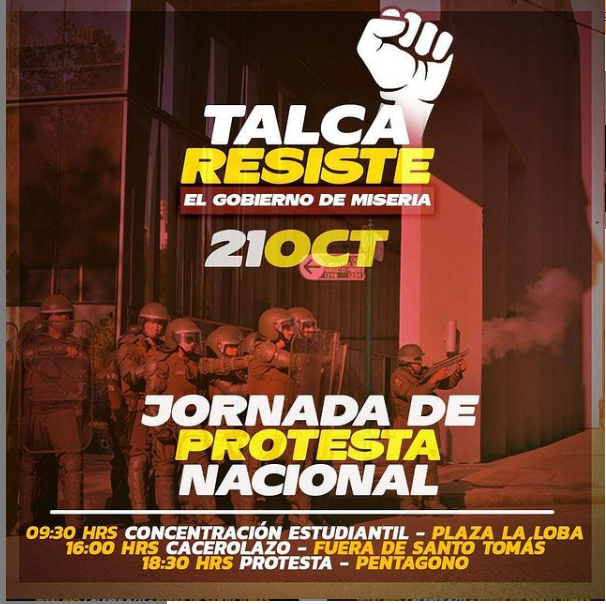 TALCA
RESISTE
EL GOBIERNO DE MISERIA
21OCT
JORNADA DE
PROTESTA
NACIONAL
09:30 HRS CONCENTRACIÓN ESTUDIANTIL - PLAZA LA LOBA
16:00 HRS CACEROLAZO - FUERA DE SANTO TOMÁS
18:30 HRS PROTESTA - PENTAGONO